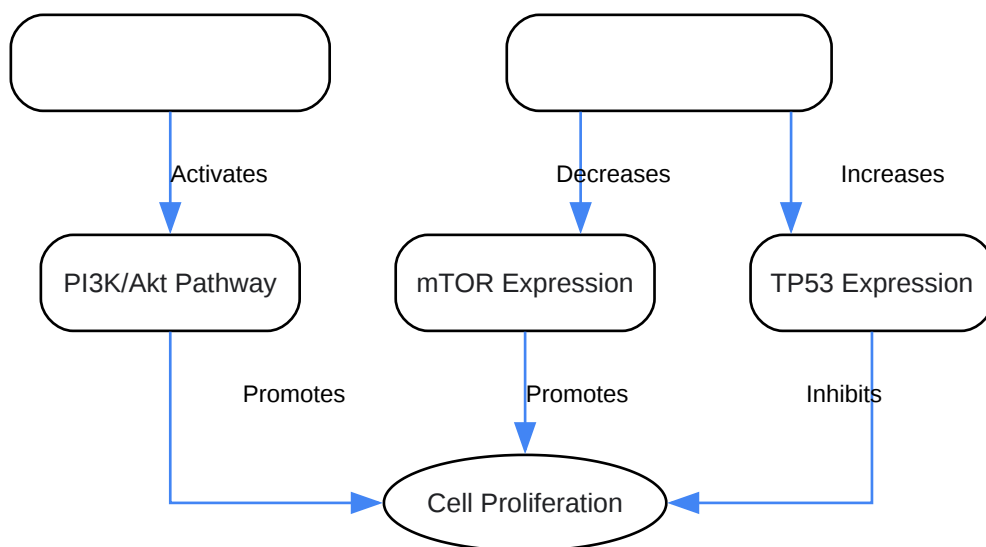 Activates
Decreases
Increases
PI3K/Akt Pathway
mTOR Expression
TP53 Expression
Promotes
Promotes
Inhibits
Cell Proliferation